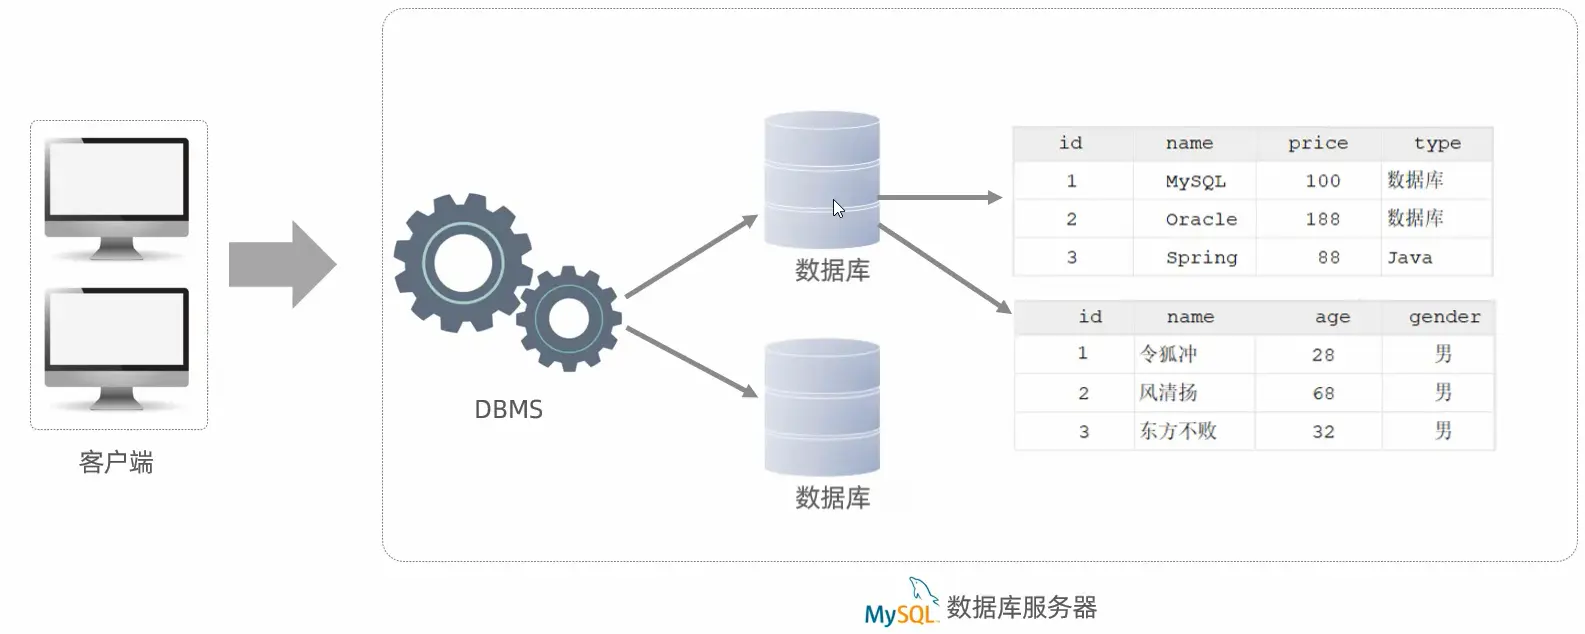 客户端
DBMS
数据库
数据库
id name price type
1 MySQL 100 数据库
2 Oracle 188 数据库
3 Spring 88 Java
id name age gender
1 令狐冲 28 男
2 风清扬 68 男
3 东方不败 32 男
MySQL 数据库服务器